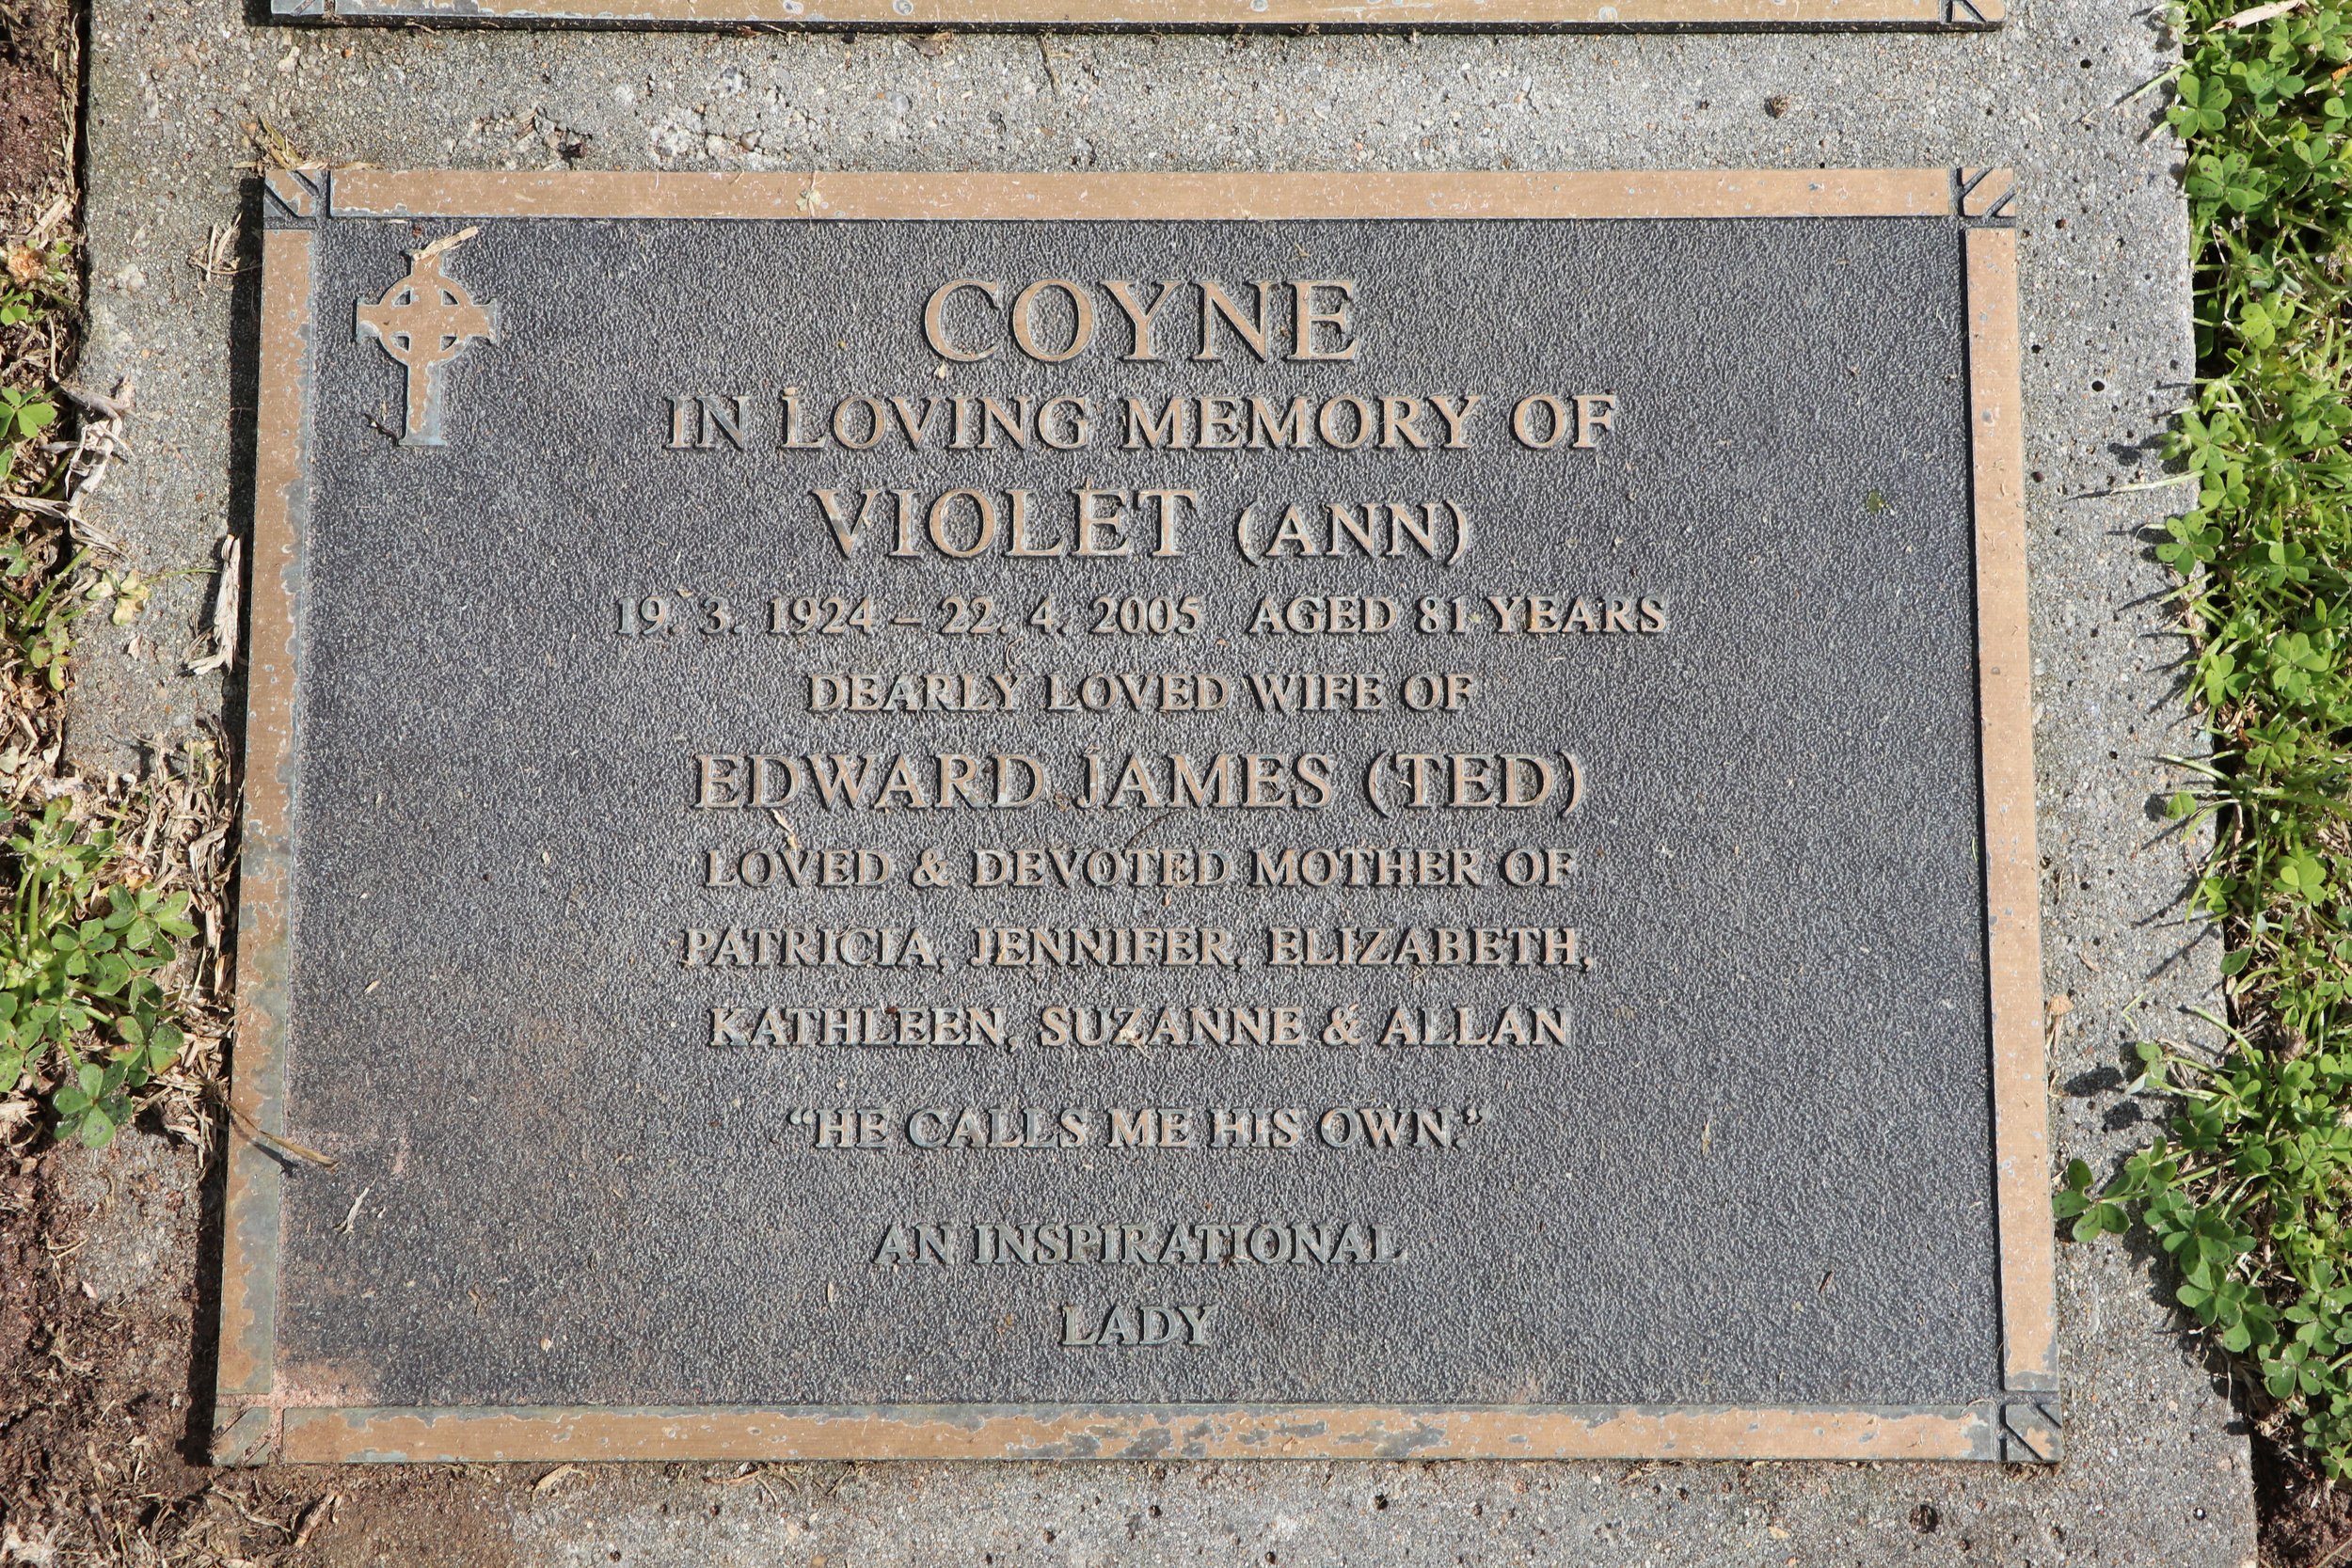 COYNE
IN LOVING MEMORY OF
VIOLET (ANN)
19. 3. 1924 – 22. 4. 2005 AGED 81 YEARS
DEARLY LOVED WIFE OF
EDWARD JAMES (TED)
LOVED & DEVOTED MOTHER OF
PATRICIA, JENNIFER, ELIZABETH,
KATHLEEN, SUZANNE & ALLAN
“HE CALLS ME HIS OWN.“
AN INSPIRATIONAL
LADY